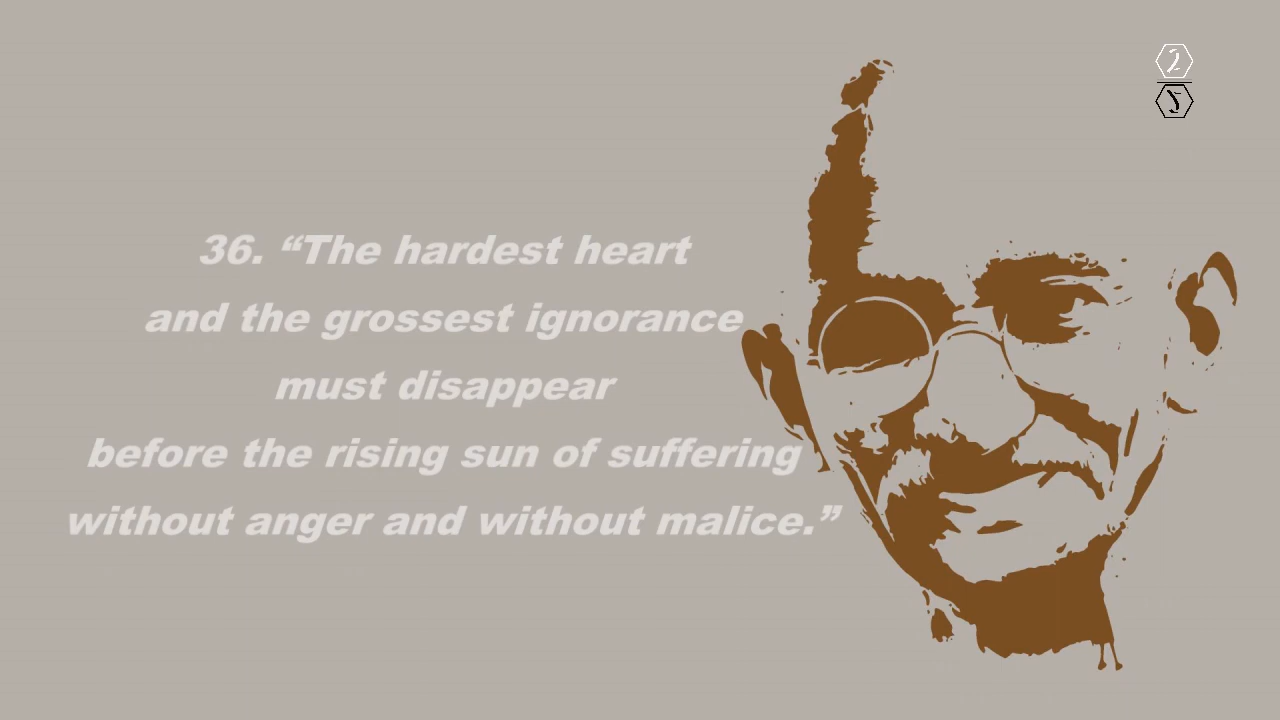 36. “The hardest heart
and the grossest ignorance
must disappear
before the rising sun of suffering
without anger and without malice.”
2